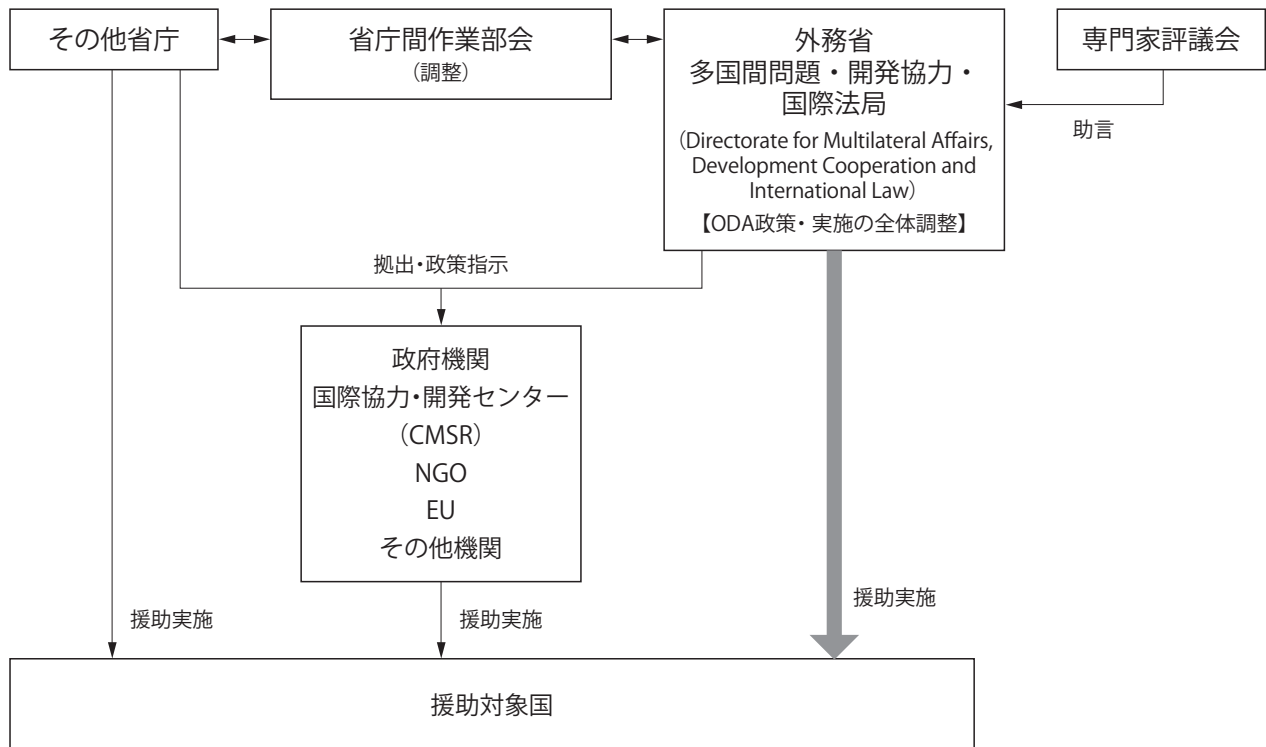 その他省庁
省庁間作業部会
（調整）
外務省
多国間問題・開発協力・
国際法局
（Directorate for Multilateral Affairs,
Development Cooperation and
International Law）
【ODA政策・実施の全体調整】
専門家評議会
助言
拠出・政策指示
政府機関
国際協力・開発センター
（CMSR）
NGO
EU
その他機関
援助実施
援助実施
援助実施
援助対象国